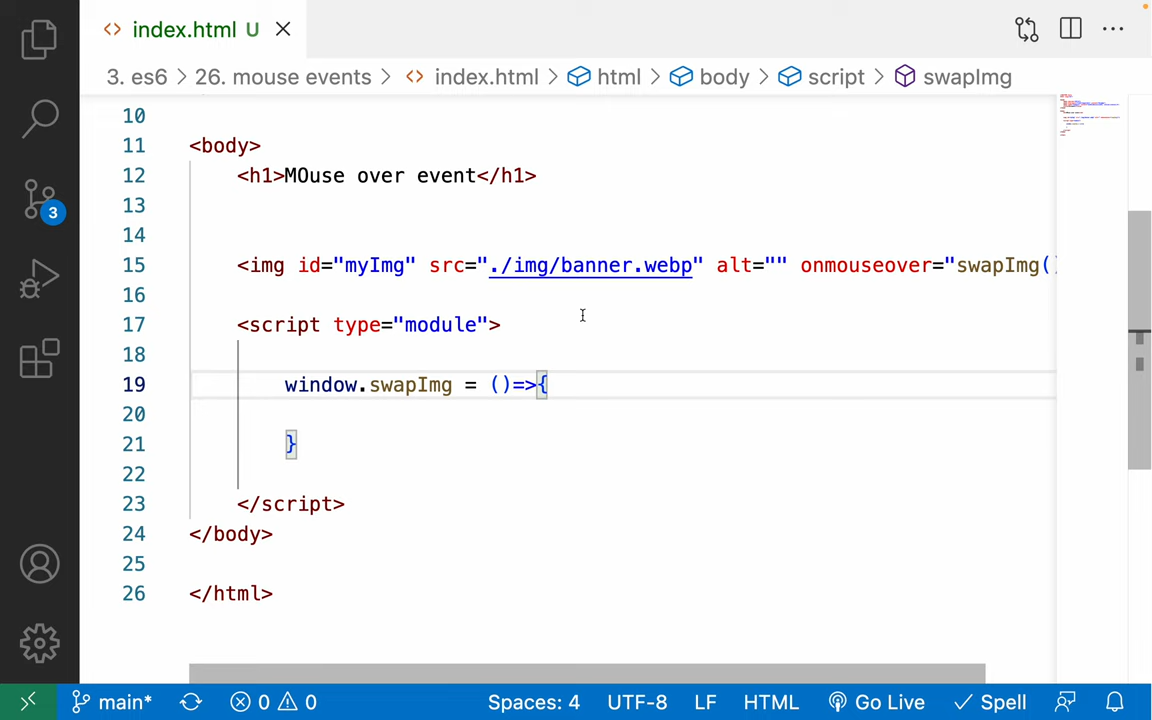 index.html U
3. es6 > 26. mouse events > index.html > html > body > script > swapImg
10
11 <body>
12 <h1>MOuse over event</h1>
13
14
15 <img id="myImg" src="./img/banner.webp" alt="" onmouseover="swapImg()
16
17 <script type="module">
18
19 window.swapImg = ()=>{
20
21 }
22
23 </script>
24 </body>
25
26 </html>
3
main* 0 0 Spaces: 4 UTF-8 LF HTML Go Live Spell